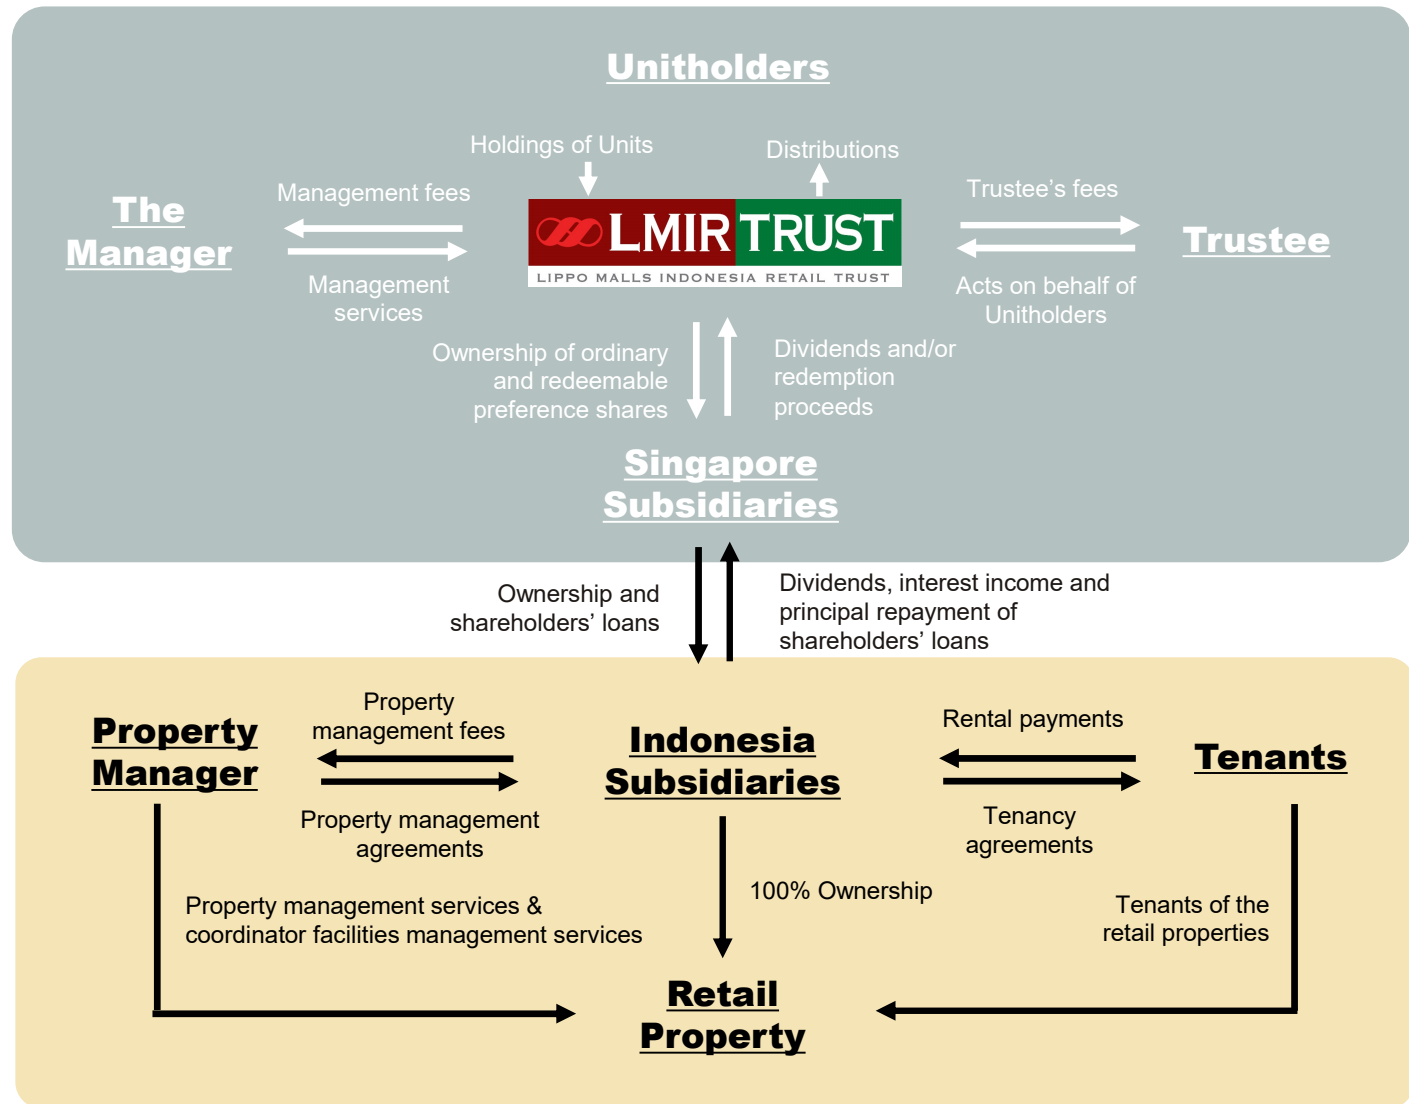 Unitholders
Holdings of Units
Distributions
Management fees
Trustee’s fees
The
Manager
LMIR TRUST
LIPPO MALLS INDONESIA RETAIL TRUST
Trustee
Management
services
Acts on behalf of
Unitholders
Ownership of ordinary
and redeemable
preference shares
Dividends and/or
redemption
proceeds
Singapore
Subsidiaries
Ownership and
shareholders’ loans
Dividends, interest income and
principal repayment of
shareholders’ loans
Property
Manager
Property
management fees
Indonesia
Subsidiaries
Rental payments
Tenants
Property management
agreements
Tenancy
agreements
Property management services &
coordinator facilities management services
100% Ownership
Tenants of the
retail properties
Retail
Property